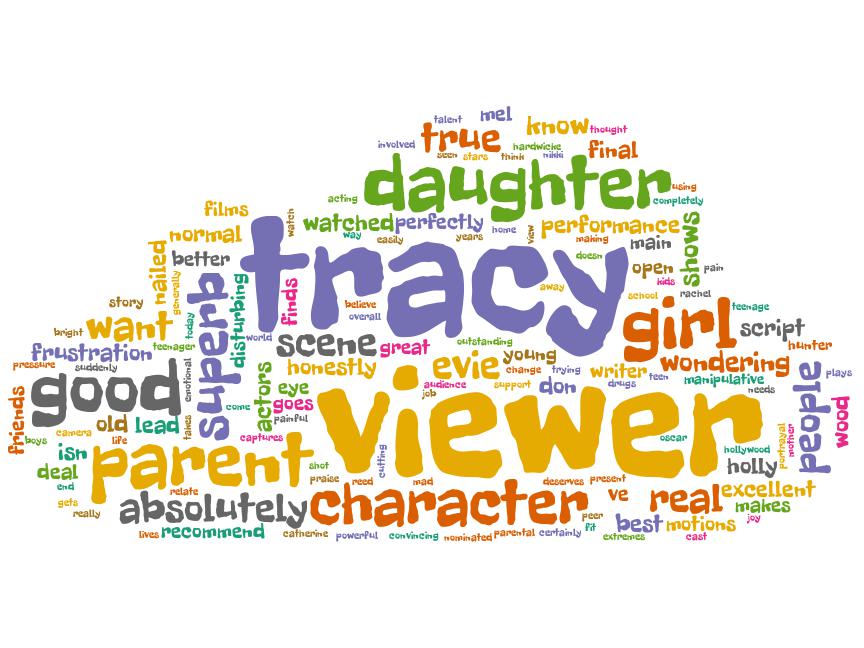 talent
mel
know
thought
involved
true
hardwicke
final
seen
stars
think
nikki
daughter
using
completely
acting
films
watch
watched
perfectly
home
view
performance
shows
normal
way
easily
years
making
main
nailed
better
tracy
doesn
open
pain
generally
superb
disturbing
finds
away
kids
school
rachel
story
believe
overall
girl
teenage
want
today
world
script
bright
scene
great
outstanding
hunter
frustration
teenager
evie
young
wondering
pressure
suddenly
honestly
change
trying
writer
teen
manipulative
people
plays
good
emotional
actors
eye
audience
support
don
drugs
needs
friends
goes
job
viewer
wood
come
painful
boys
camera
old
lead
takes
captures
oscar
portrayal
mother
life
isn
parent
cutting
hollywood
deal
shot
holly
end
praise
reed
mad
deserves
present
relate
gets
absolutely
character
ve
real
excellent
really
peer
makes
lives
recommend
catherine
powerful
convincing
nominated
parental
certainly
fit
best
motions
joy
extremes
cast